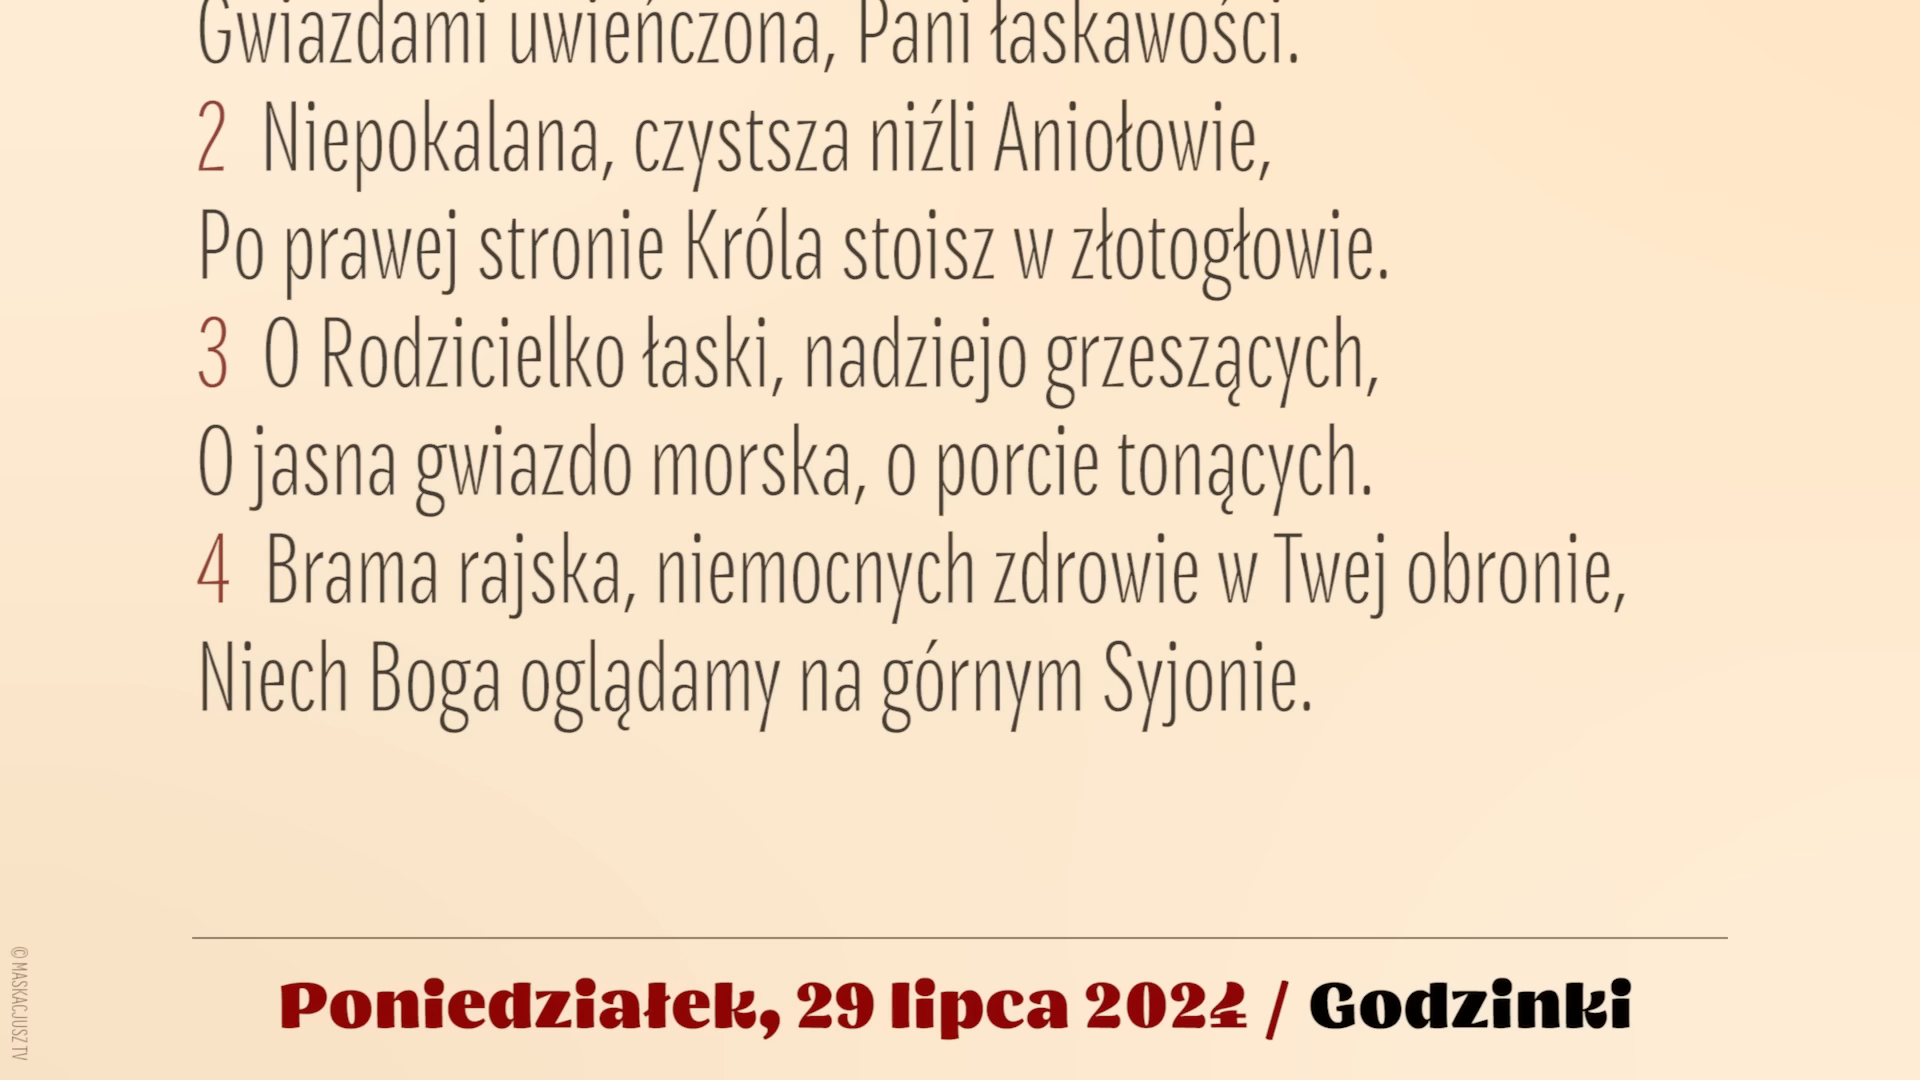 Gwiazdami uwieńczona, Pani łaskawości.
2 Niepokalana, czystsza niźli Aniołowie,
Po prawej stronie Króla stoisz w złotogłowie.
3 O Rodzicielko łaski, nadziejo grzeszących,
O jasna gwiazdo morska, o porcie tonących.
4 Brama rajska, niemocnych zdrowie w Twej obronie,
Niech Boga oglądamy na górnym Syjonie.
Poniedziałek, 29 lipca 2024 / Godzinki
© MASKACJUSZ TV